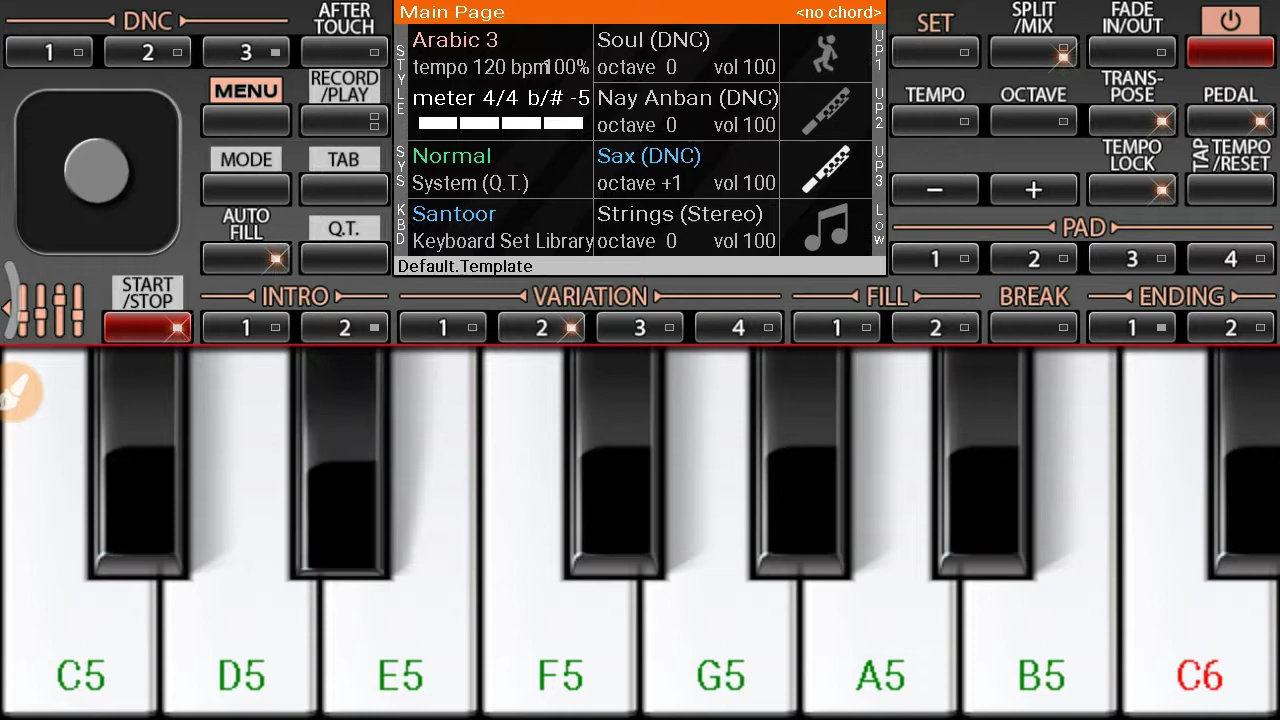 DNC
AFTER TOUCH
1
2
3
MENU
RECORD /PLAY
MODE
TAB
AUTO FILL
Q.T.
START /STOP
Main Page <no chord>
STYLE
Arabic 3
tempo 120 bpm 100%
meter 4/4 b/# -5
SYS
Normal
System (Q.T.)
KBD
Santoor
Keyboard Set Library
Soul (DNC)
octave 0 vol 100
UP1
Nay Anban (DNC)
octave 0 vol 100
UP2
Sax (DNC)
octave +1 vol 100
UP3
Strings (Stereo)
octave 0 vol 100
Low
Default.Template
SET
SPLIT /MIX
FADE IN/OUT
TEMPO
OCTAVE
TRANS-POSE
PEDAL
−
+
TEMPO LOCK
TAP TEMPO /RESET
PAD
1
2
3
4
INTRO
1
2
VARIATION
1
2
3
4
FILL
1
2
BREAK
ENDING
1
2
C5
D5
E5
F5
G5
A5
B5
C6